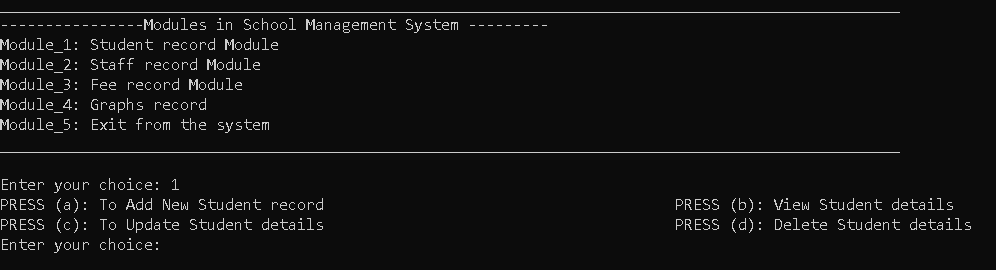 ----------------Modules in School Management System ---------
Module_1: Student record Module
Module_2: Staff record Module
Module_3: Fee record Module
Module_4: Graphs record
Module_5: Exit from the system
Enter your choice: 1
PRESS (a): To Add New Student record PRESS (b): View Student details
PRESS (c): To Update Student details PRESS (d): Delete Student details
Enter your choice: